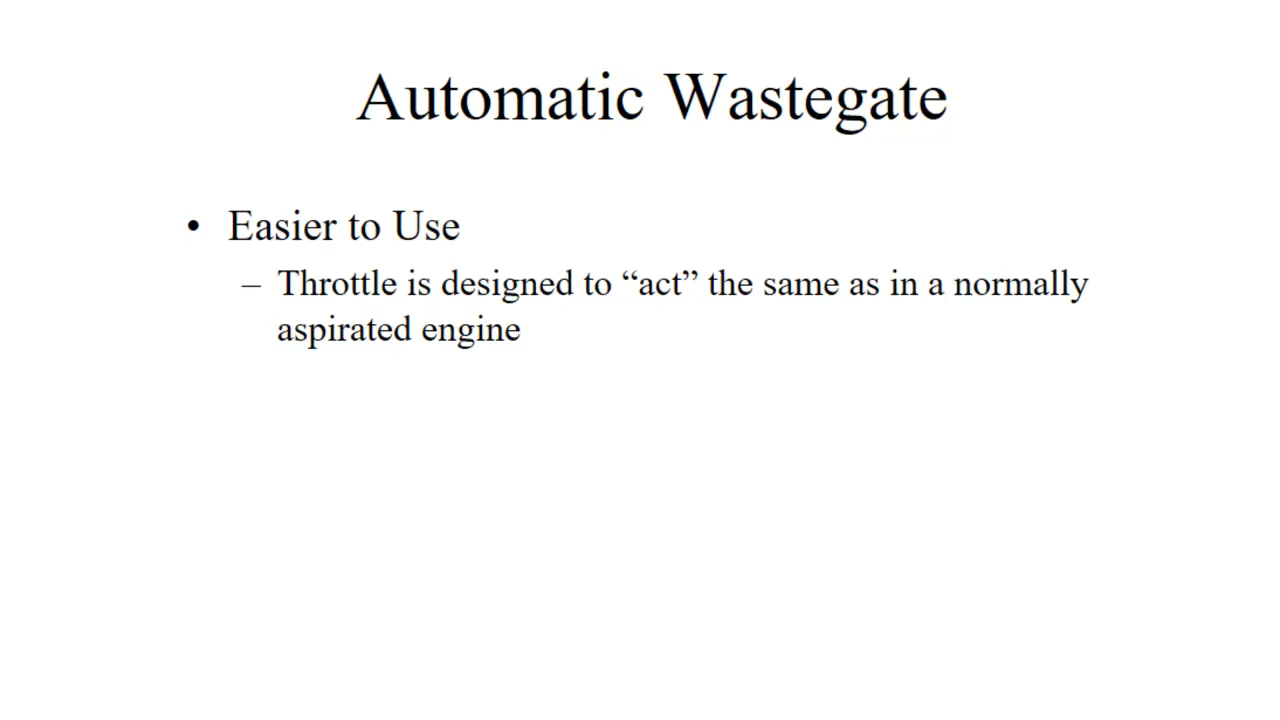 Automatic Wastegate
• Easier to Use
– Throttle is designed to “act” the same as in a normally
aspirated engine